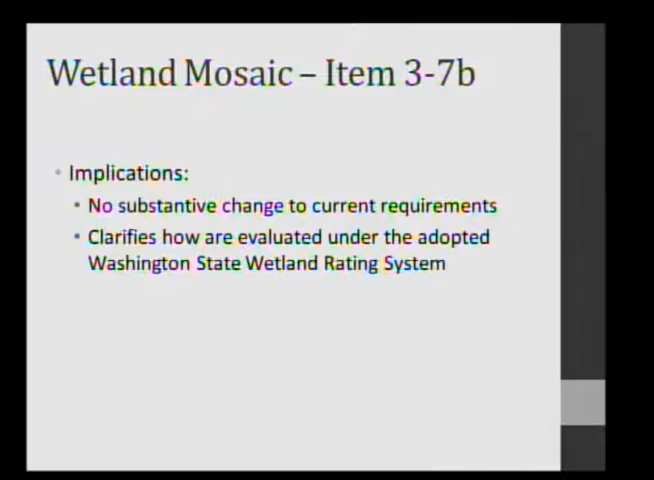 Wetland Mosaic – Item 3-7b
Implications:
No substantive change to current requirements
Clarifies how are evaluated under the adopted
Washington State Wetland Rating System